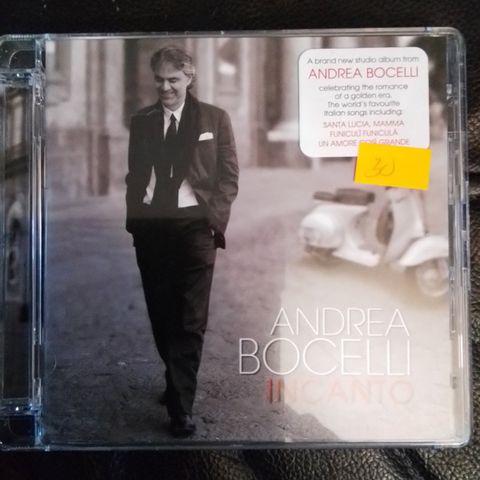 A brand new studio album from
ANDREA BOCELLI
celebrating the romance
of a golden era.
The world's favourite
Italian songs including:
SANTA LUCIA, MAMMA
FUNICULÌ FUNICULÀ
UN AMORE COSÌ GRANDE
30
ANDREA
BOCELLI
INCANTO